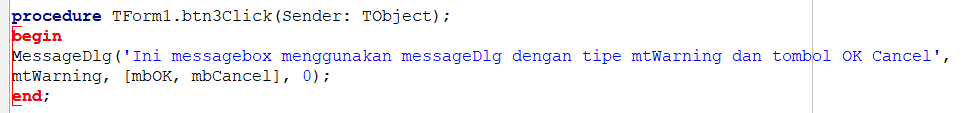 procedure TForm1.btn3Click(Sender: TObject);
begin
MessageDlg('Ini messagebox menggunakan messageDlg dengan tipe mtWarning dan tombol OK Cancel',
mtWarning, [mbOK, mbCancel], 0);
end;